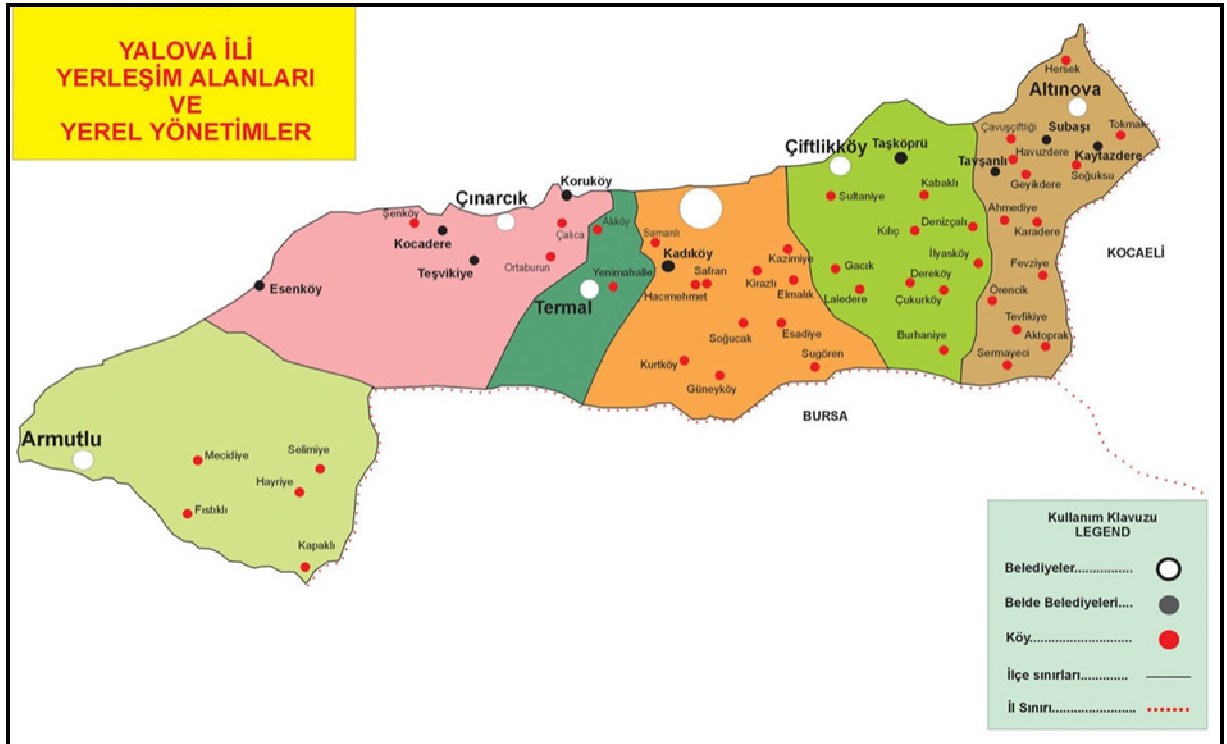 YALOVA İLİ
YERLEŞİM ALANLARI
VE
YEREL YÖNETİMLER
Hersek
Altınova
Çavuşçiftliği
Subaşı
Tokmak
Havuzdere
Kaytazdere
Tavşanlı
Geyikdere
Soğuksu
Ahmediye
Karadere
Fevziye
Örencik
Tevfikiye
Aktoprak
Sermayeci
KOCAELİ
Çiftlikköy
Taşköprü
Sultaniye
Kabaklı
Kılıç
Denizçalı
İlyasköy
Gacık
Dereköy
Laledere
Çukurköy
Burhaniye
Samanlı
Kadıköy
Kazimiye
Safran
Hacımehmet
Kirazlı
Elmalık
Soğucak
Esadiye
Kurtköy
Sugören
Güneyköy
BURSA
Akköy
Yenimahalle
Termal
Koruköy
Çınarcık
Şenköy
Kocadere
Çalıca
Teşvikiye
Ortaburun
Esenköy
Armutlu
Mecidiye
Selimiye
Hayriye
Fıstıklı
Kapaklı
Kullanım Klavuzu
LEGEND
Belediyeler.................
Belde Belediyeleri....
Köy............................
İlçe sınırları.............
İl Sınırı.......................